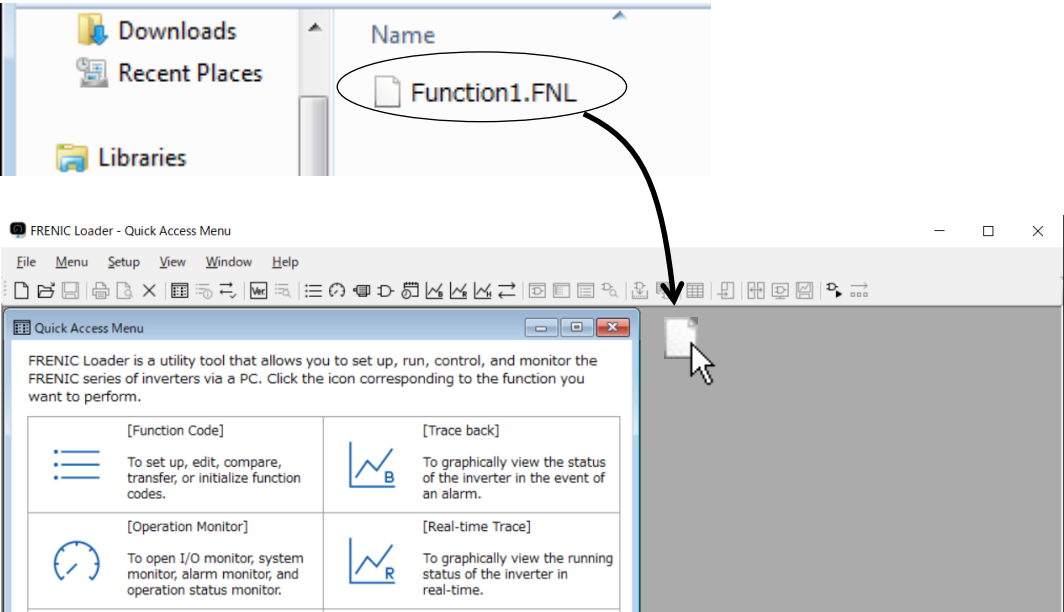 Downloads
Recent Places
Libraries
Name
Function1.FNL
FRENIC Loader - Quick Access Menu
File Menu Setup View Window Help
Ver.
Quick Access Menu
FRENIC Loader is a utility tool that allows you to set up, run, control, and monitor the
FRENIC series of inverters via a PC. Click the icon corresponding to the function you
want to perform.
[Function Code]
To set up, edit, compare,
transfer, or initialize function
codes.
B
[Trace back]
To graphically view the status
of the inverter in the event of
an alarm.
[Operation Monitor]
To open I/O monitor, system
monitor, alarm monitor, and
operation status monitor.
R
[Real-time Trace]
To graphically view the running
status of the inverter in
real-time.